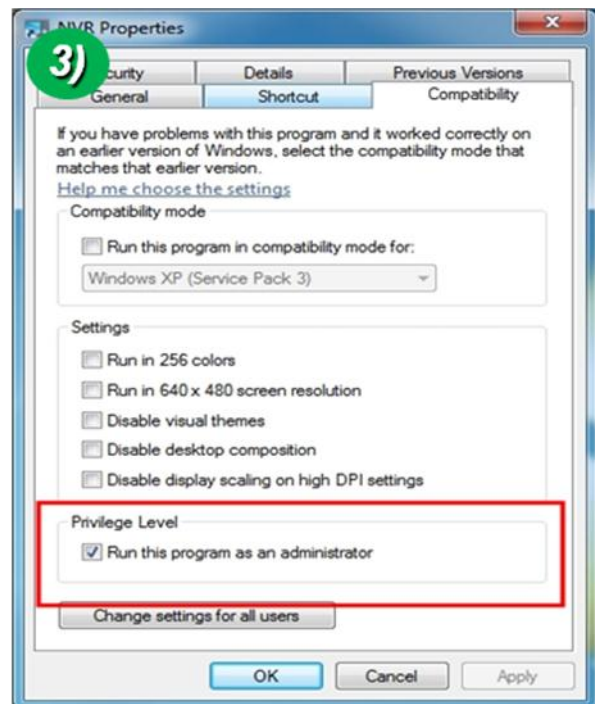 NVR Properties
3)
Details
Previous Versions
General
Shortcut
Compatibility
If you have problems with this program and it worked correctly on
an earlier version of Windows, select the compatibility mode that
matches that earlier version.
Help me choose the settings
Compatibility mode
Run this program in compatibility mode for:
Windows XP (Service Pack 3)
Settings
Run in 256 colors
Run in 640 x 480 screen resolution
Disable visual themes
Disable desktop composition
Disable display scaling on high DPI settings
Privilege Level
Run this program as an administrator
Change settings for all users
OK
Cancel
Apply